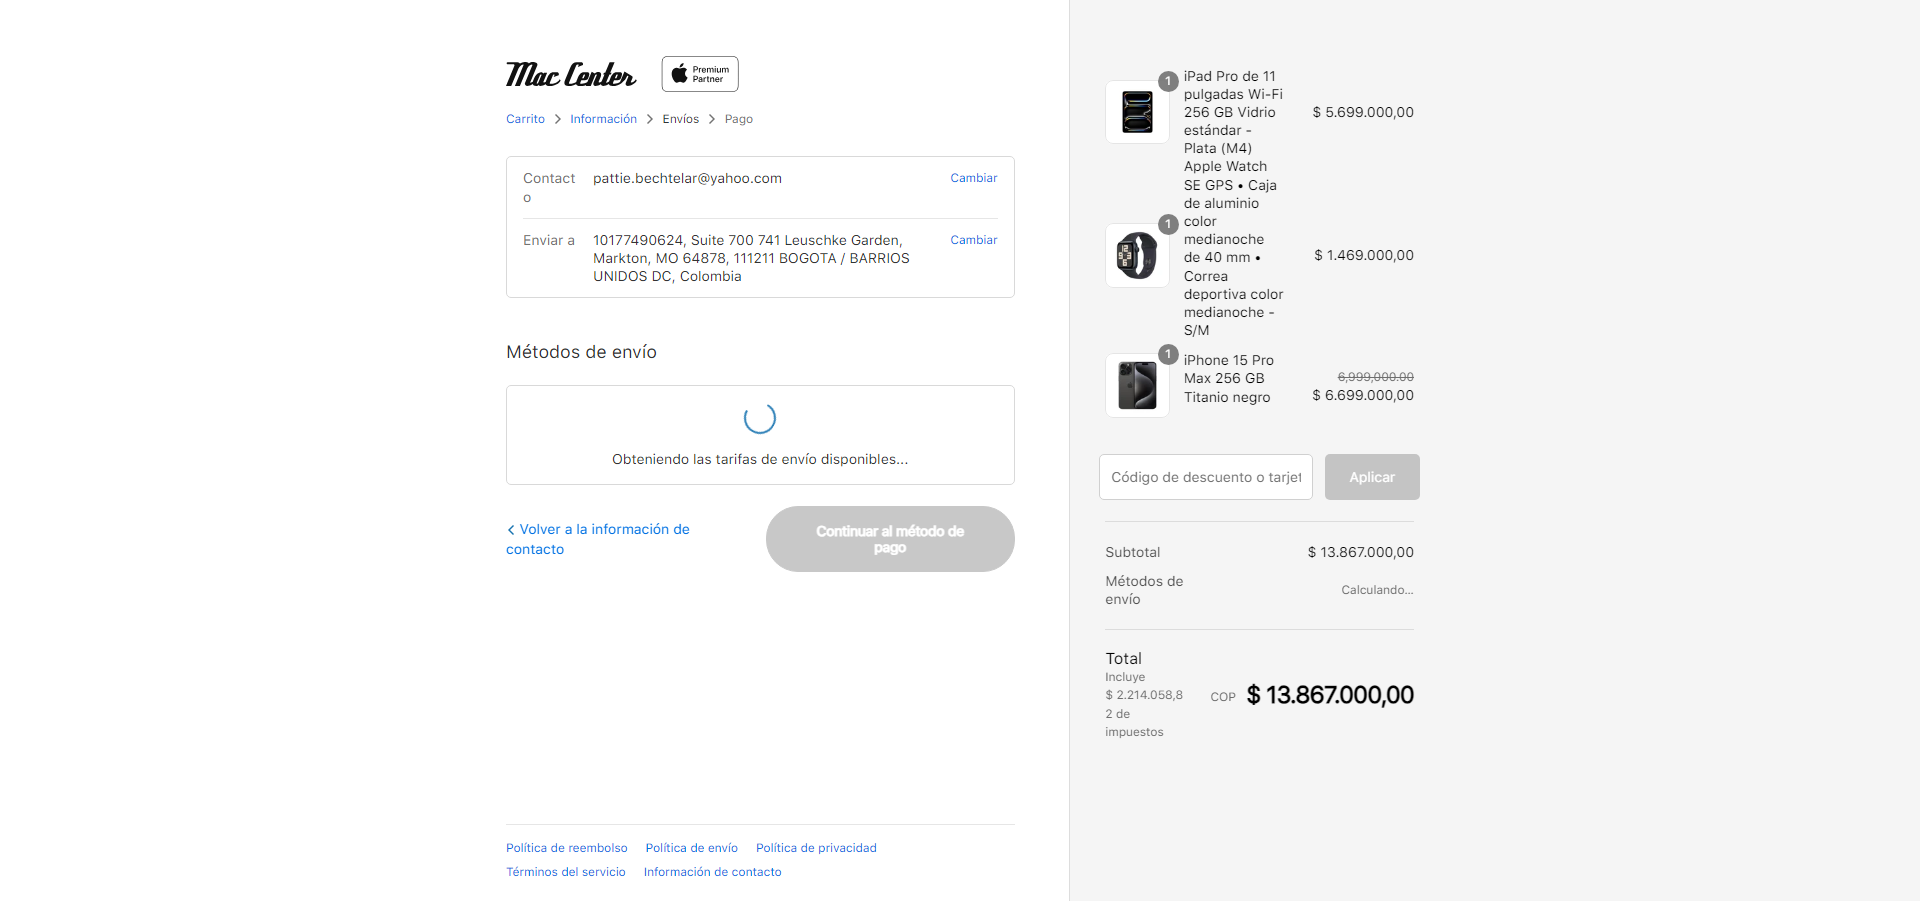 Mac Center
Premium
Partner
Carrito > Información > Envíos > Pago
Contact
o
pattie.bechtelar@yahoo.com
Cambiar
Enviar a
10177490624, Suite 700 741 Leuschke Garden,
Markton, MO 64878, 111211 BOGOTA / BARRIOS
UNIDOS DC, Colombia
Cambiar
Métodos de envío
Obteniendo las tarifas de envío disponibles...
Volver a la información de
contacto
Continuar al método de
pago
Política de reembolso
Política de envío
Política de privacidad
Términos del servicio
Información de contacto
1
iPad Pro de 11
pulgadas Wi-Fi
256 GB Vidrio
estándar -
Plata (M4)
$ 5.699.000,00
1
Apple Watch
SE GPS • Caja
de aluminio
color
medianoche
de 40 mm •
Correa
deportiva color
medianoche -
S/M
$ 1.469.000,00
1
iPhone 15 Pro
Max 256 GB
Titanio negro
6,999,000.00
$ 6.699.000,00
Código de descuento o tarjet
Aplicar
Subtotal
$ 13.867.000,00
Métodos de
envío
Calculando...
Total
Incluye
$ 2.214.058,8
2 de
impuestos
COP $ 13.867.000,00